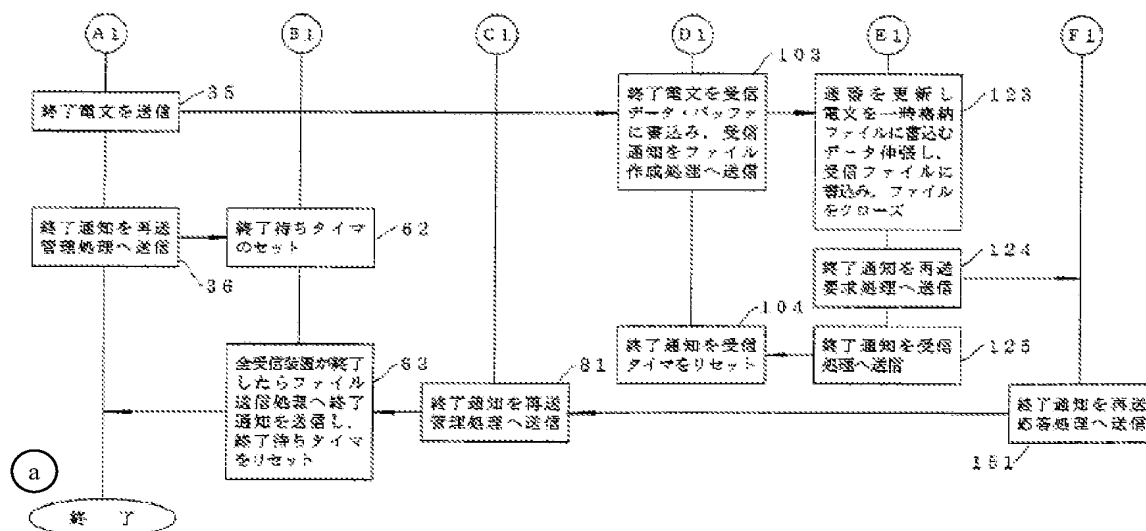 A1
B1
C1
D1
E1
F1
35
終了電文を送信
103
終了電文を受信
データ・バッファ
に書込み、受信
通知をファイル
作成処理へ送信
123
連番を更新し
電文を一時格納
ファイルに書込む
データ伸張し、
受信ファイルに
書込み、ファイル
をクローズ
終了通知を再送
管理処理へ送信
36
終了待ちタイマ
のセット
62
終了通知を再送
要求処理へ送信
124
104
終了通知を受信
タイマをリセット
終了通知を受信
処理へ送信
125
全受信装置が終了
したらファイル
送信処理へ終了
通知を送信し、
終了待ちタイマ
をリセット
63
81
終了通知を再送
管理処理へ送信
終了通知を再送
応答処理へ送信
151
a
終 了